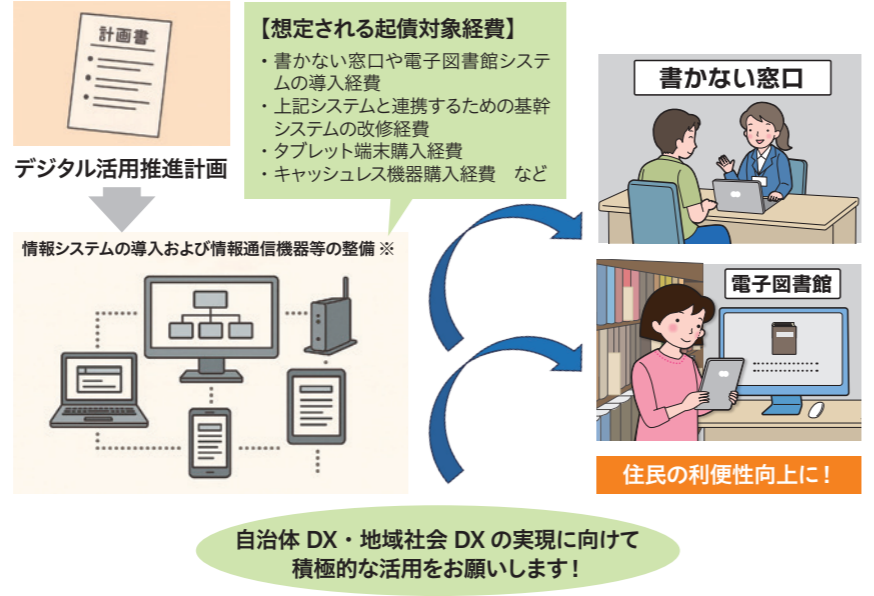 計画書
デジタル活用推進計画
【想定される起債対象経費】
・書かない窓口や電子図書館システ
ムの導入経費
・上記システムと連携するための基幹
システムの改修経費
・タブレット端末購入経費
・キャッシュレス機器購入経費　など
情報システムの導入および情報通信機器等の整備 ※
書かない窓口
電子図書館
住民の利便性向上に！
自治体 DX・地域社会 DX の実現に向けて
積極的な活用をお願いします！